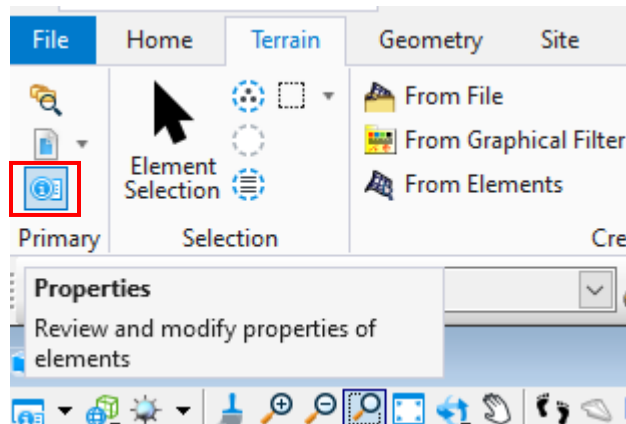 File Home Terrain Geometry Site
From File
From Graphical Filter
Element
Selection
From Elements
Primary Selection Cre
Properties
Review and modify properties of
elements